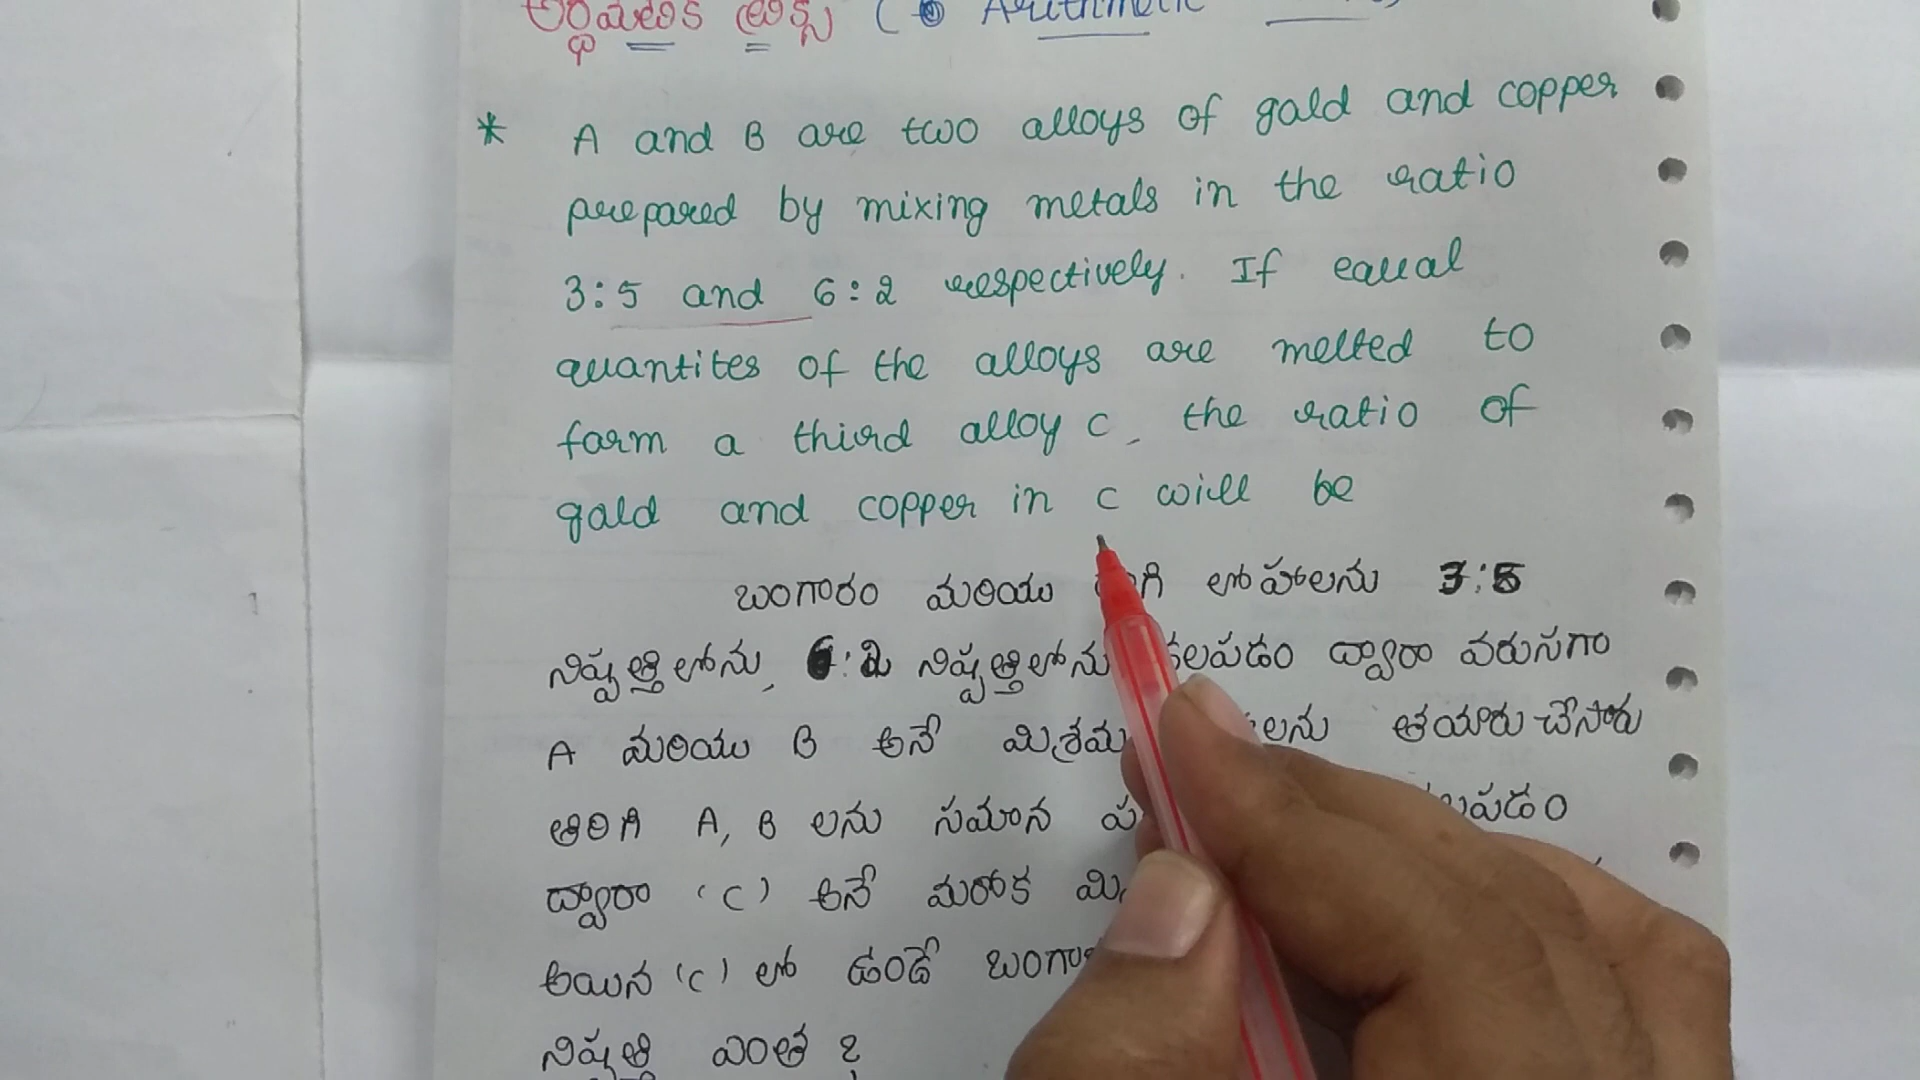 అర్థమెటిక్ ట్రిక్స్ ( Arithmetic
* A and B are two alloys of gold and copper
prepared by mixing metals in the ratio
3:5 and 6:2 respectively. If equal
quantites of the alloys are melted to
form a third alloy C, the ratio of
gold and copper in C will be
బంగారం మరియు లోహాలను 3:5
నిష్పత్తిలోను, 6:2 నిష్పత్తిలోను కలపడం ద్వారా వరుసగా
A మరియు B అనే తయారు చేసారు
తిరిగి A, B లను సమాన
ద్వారా (C) అనే మరొక
అయిన (C) లో ఉండే
నిష్పత్తి ఎంత ?